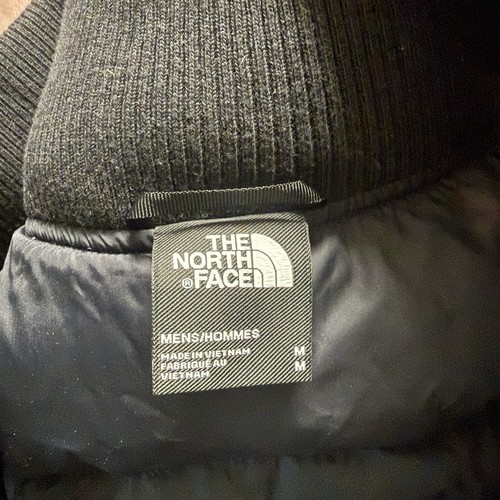 THE
NORTH
®FACE
MENS/HOMMES
MADE IN VIETNAM M
FABRIQUÉ AU M
VIETNAM